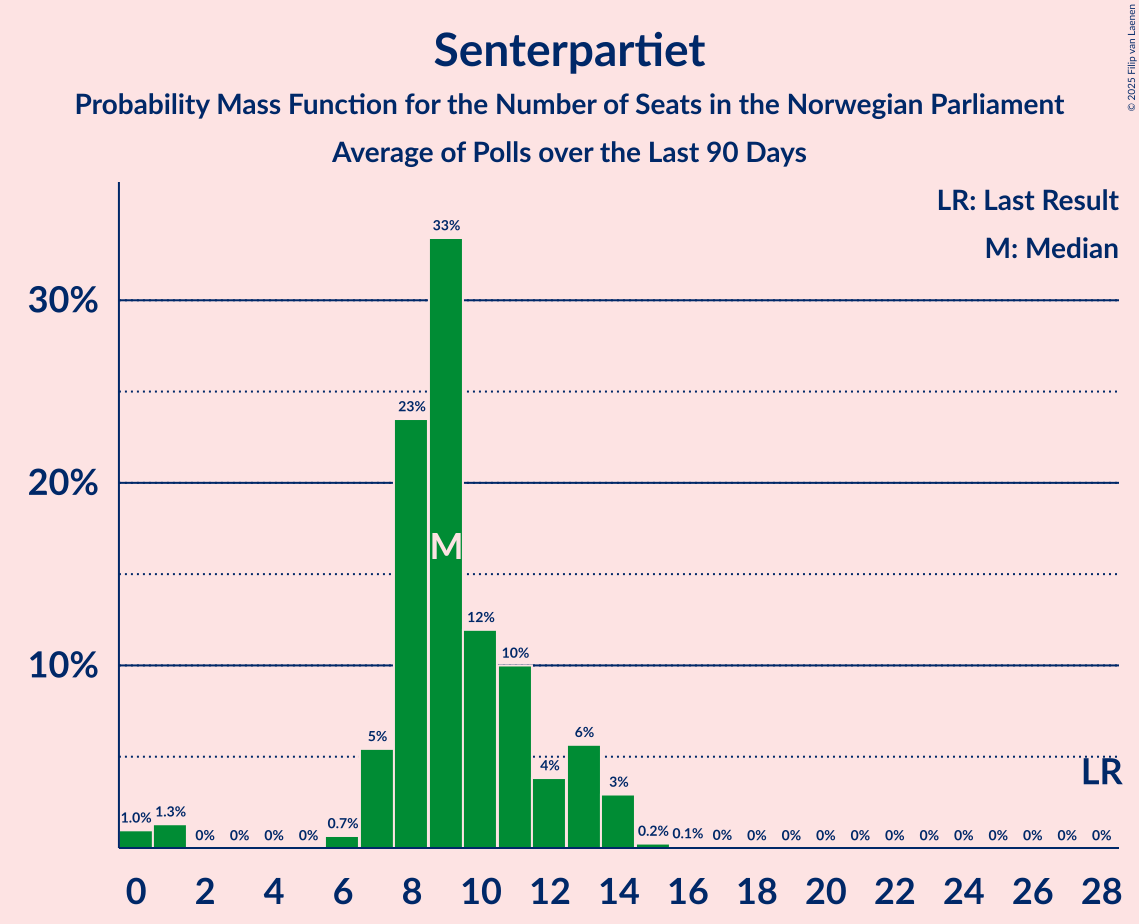 Senterpartiet
Probability Mass Function for the Number of Seats in the Norwegian Parliament
Average of Polls over the Last 90 Days
© 2025 Filip van Laenen
LR: Last Result
M: Median
30%
20%
10%
1.0% 1.3% 0% 0% 0% 0% 0.7% 5% 23% 33% 12% 10% 4% 6% 3% 0.2% 0.1% 0% 0% 0% 0% 0% 0% 0% 0% 0% 0% 0% 0%
M
LR
0 2 4 6 8 10 12 14 16 18 20 22 24 26 28